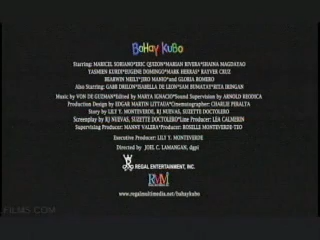 Bahay Kubo
Starring: MARICEL SORIANO*ERIC QUIZON*MARIAN RIVERA*SHAINA MAGDAYAO
YASMIEN KURDI*EUGENE DOMINGO*MARK HERRAS* RAYVER CRUZ
BEARWIN MEILY*JIRO MANIO*and GLORIA ROMERO
Also Starring: GABB DRILON*ISABELLA DE LEON*SAM BUMATAY*RITA IRINGAN
Music by VON DE GUZMAN*Edited by MARYA IGNACIO*Sound Supervision by ARNOLD REODICA
Production Design by EDGAR MARTIN LITTAUA*Cinematographer: CHARLIE PERALTA
Story by LILY Y. MONTEVERDE, RJ NUEVAS, SUZETTE DOCTOLERO
Screenplay by RJ NUEVAS, SUZETTE DOCTOLERO*Line Producer: LEA CALMERIN
Supervising Producer: MANNY VALERA*Producer: ROSELLE MONTEVERDE-TEO
Executive Producer: LILY Y. MONTEVERDE
Directed by JOEL C. LAMANGAN, dgpi
REGAL ENTERTAINMENT, INC.
RMM
www.regalmultimedia.net/bahaykubo
FILMS.COM